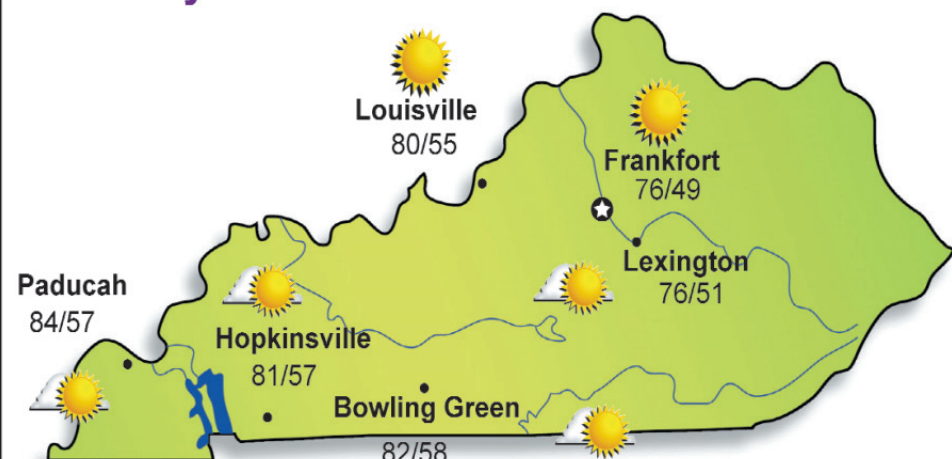 Louisville
80/55
Frankfort
76/49
Lexington
76/51
Paducah
84/57
Hopkinsville
81/57
Bowling Green
82/58